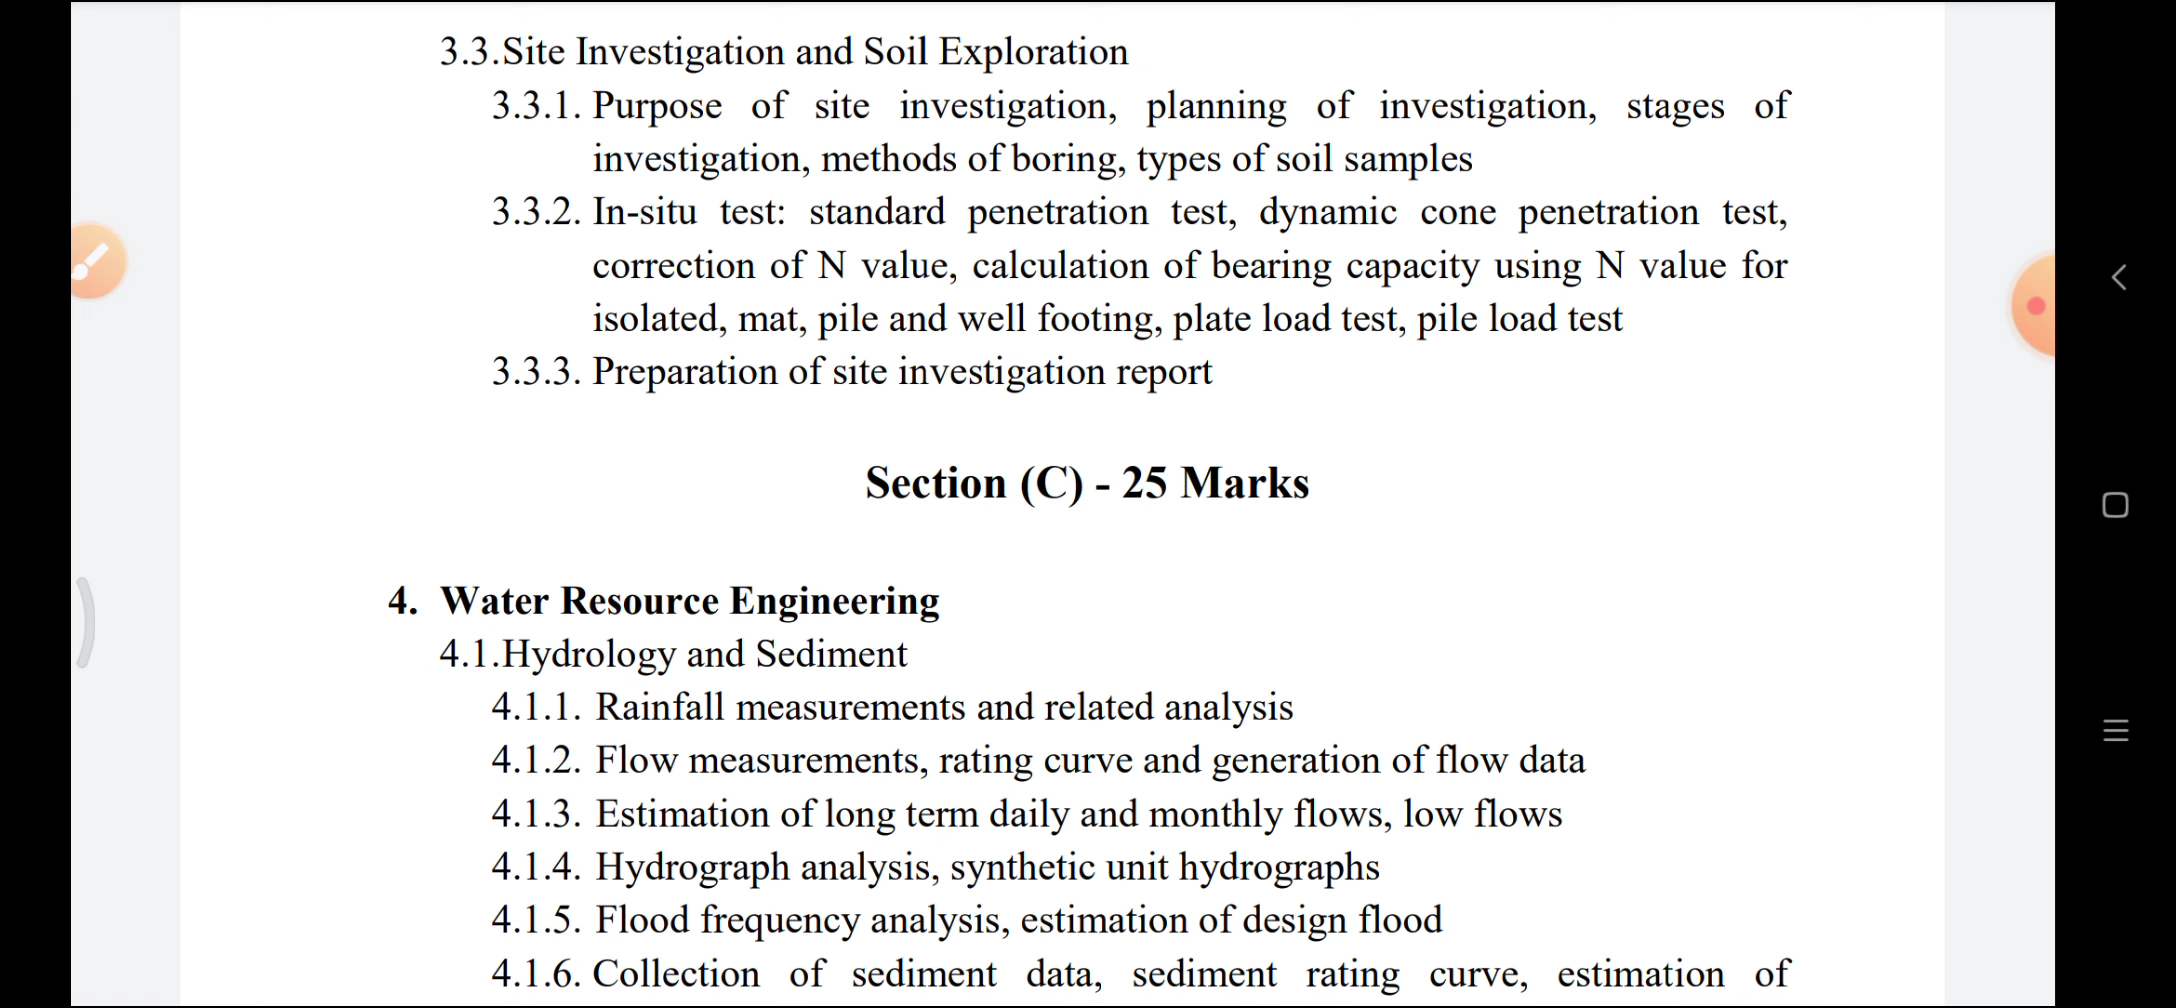 3.3.Site Investigation and Soil Exploration
3.3.1. Purpose of site investigation, planning of investigation, stages of
investigation, methods of boring, types of soil samples
3.3.2. In-situ test: standard penetration test, dynamic cone penetration test,
correction of N value, calculation of bearing capacity using N value for
isolated, mat, pile and well footing, plate load test, pile load test
3.3.3. Preparation of site investigation report
Section (C) - 25 Marks
4. Water Resource Engineering
4.1.Hydrology and Sediment
4.1.1. Rainfall measurements and related analysis
4.1.2. Flow measurements, rating curve and generation of flow data
4.1.3. Estimation of long term daily and monthly flows, low flows
4.1.4. Hydrograph analysis, synthetic unit hydrographs
4.1.5. Flood frequency analysis, estimation of design flood
4.1.6. Collection of sediment data, sediment rating curve, estimation of